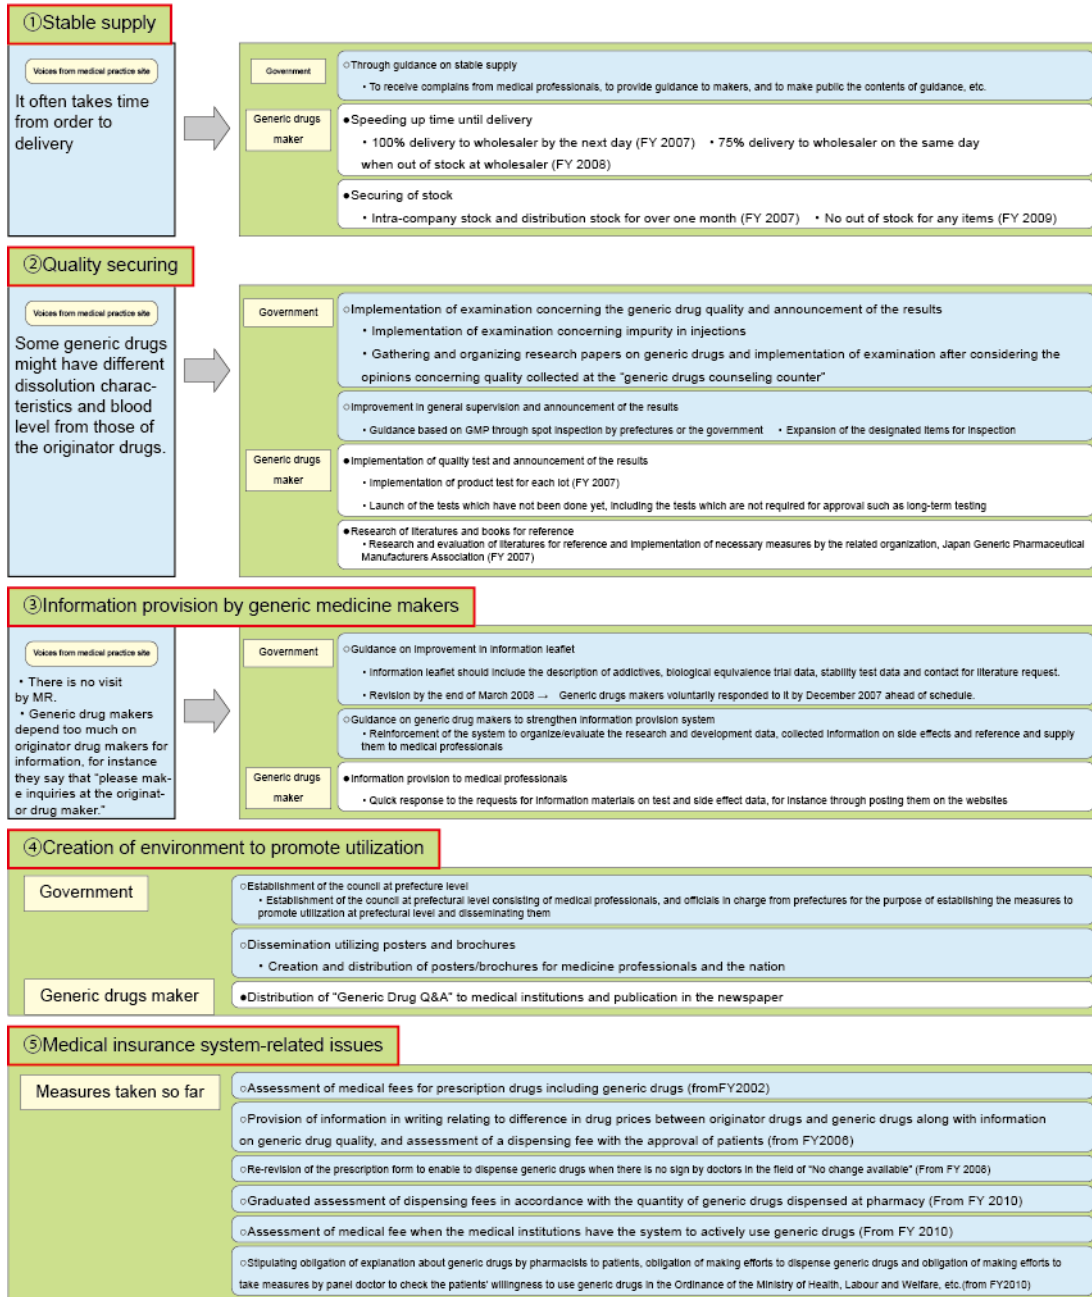 ①Stable supply
Voices from medical practice site
It often takes time
from order to
delivery
Government
○Through guidance on stable supply
・To receive complains from medical professionals, to provide guidance to makers, and to make public the contents of guidance, etc.
Generic drugs
maker
●Speeding up time until delivery
・100% delivery to wholesaler by the next day (FY 2007) ・75% delivery to wholesaler on the same day
when out of stock at wholesaler (FY 2008)
●Securing of stock
・Intra-company stock and distribution stock for over one month (FY 2007) ・No out of stock for any items (FY 2009)
②Quality securing
Voices from medical practice site
Some generic drugs
might have different
dissolution charac-
teristics and blood
level from those of
the originator drugs.
Government
○Implementation of examination concerning the generic drug quality and announcement of the results
・Implementation of examination concerning impurity in injections
・Gathering and organizing research papers on generic drugs and implementation of examination after considering the
opinions concerning quality collected at the "generic drugs counseling counter"
○Improvement in general supervision and announcement of the results
・Guidance based on GMP through spot inspection by prefectures or the government ・Expansion of the designated items for inspection
Generic drugs
maker
●Implementation of quality test and announcement of the results
・Implementation of product test for each lot (FY 2007)
・Launch of the tests which have not been done yet, including the tests which are not required for approval such as long-term testing
●Research of literatures and books for reference
・Research and evaluation of literatures for reference and implementation of necessary measures by the related organization, Japan Generic Pharmaceutical
Manufacturers Association (FY 2007)
③Information provision by generic medicine makers
Voices from medical practice site
・There is no visit
by MR.
・Generic drug makers
depend too much on
originator drug makers for
information, for instance
they say that "please mak-
e inquiries at the originat-
or drug maker."
Government
○Guidance on improvement in information leaflet
・Information leaflet should include the description of addictives, biological equivalence trial data, stability test data and contact for literature request.
・Revision by the end of March 2008 → Generic drugs makers voluntarily responded to it by December 2007 ahead of schedule.
○Guidance on generic drug makers to strengthen information provision system
・Reinforcement of the system to organize/evaluate the research and development data, collected information on side effects and reference and supply
them to medical professionals
Generic drugs
maker
●Information provision to medical professionals
・Quick response to the requests for information materials on test and side effect data, for instance through posting them on the websites
④Creation of environment to promote utilization
Government
○Establishment of the council at prefecture level
・Establishment of the council at prefectural level consisting of medical professionals, and officials in charge from prefectures for the purpose of establishing the measures to
promote utilization at prefectural level and disseminating them
○Dissemination utilizing posters and brochures
・Creation and distribution of posters/brochures for medicine professionals and the nation
Generic drugs maker
●Distribution of "Generic Drug Q&A" to medical institutions and publication in the newspaper
⑤Medical insurance system-related issues
Measures taken so far
○Assessment of medical fees for prescription drugs including generic drugs (fromFY2002)
○Provision of information in writing relating to difference in drug prices between originator drugs and generic drugs along with information
on generic drug quality, and assessment of a dispensing fee with the approval of patients (from FY2006)
○Re-revision of the prescription form to enable to dispense generic drugs when there is no sign by doctors in the field of "No change available" (From FY 2008)
○Graduated assessment of dispensing fees in accordance with the quantity of generic drugs dispensed at pharmacy (From FY 2010)
○Assessment of medical fee when the medical institutions have the system to actively use generic drugs (From FY 2010)
○Stipulating obligation of explanation about generic drugs by pharmacists to patients, obligation of making efforts to dispense generic drugs and obligation of making efforts to
take measures by panel doctor to check the patients' willingness to use generic drugs in the Ordinance of the Ministry of Health, Labour and Welfare, etc.(from FY2010)